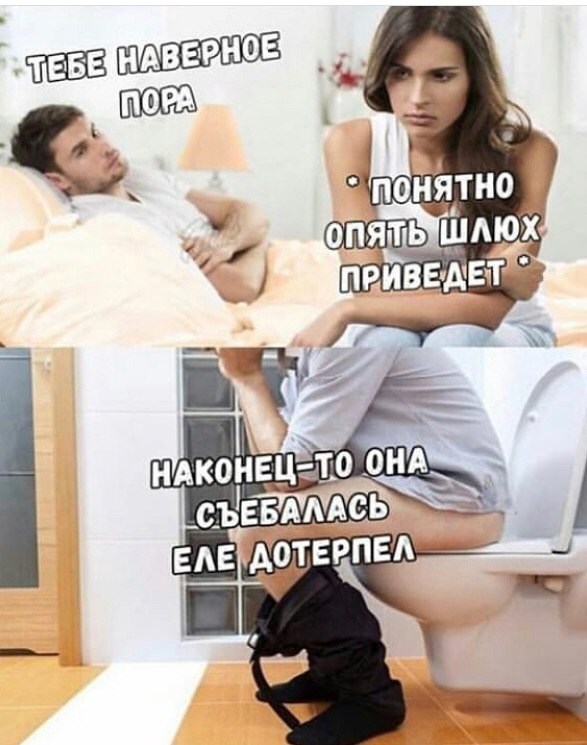 ТЕБЕ НАВЕРНОЕ
ПОРА
* ПОНЯТНО
ОПЯТЬ ШЛЮХ
ПРИВЕДЕТ *
НАКОНЕЦ-ТО ОНА
СЪЕБАЛАСЬ
ЕЛЕ ДОТЕРПЕЛ